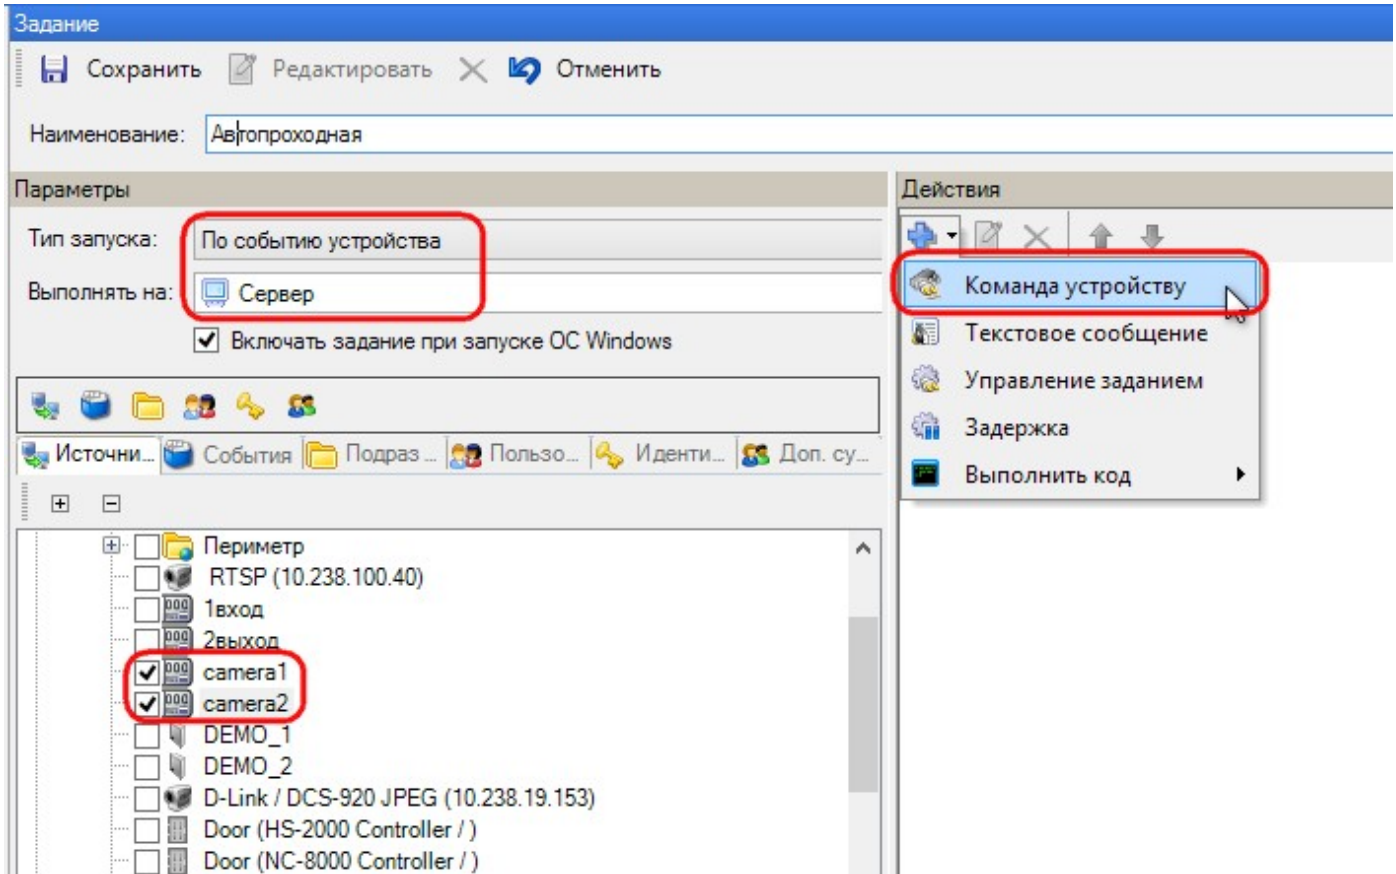 Задание
Сохранить Редактировать Отменить
Наименование: Автопроходная
Параметры
Тип запуска: По событию устройства
Выполнять на: Сервер
Включать задание при запуске ОС Windows
Источни... События Подраз ... Пользо... Иденти... Доп. су...
Периметр
RTSP (10.238.100.40)
1вход
2выход
camera1
camera2
DEMO_1
DEMO_2
D-Link / DCS-920 JPEG (10.238.19.153)
Door (HS-2000 Controller / )
Door (NC-8000 Controller / )
Действия
Команда устройству
Текстовое сообщение
Управление заданием
Задержка
Выполнить код